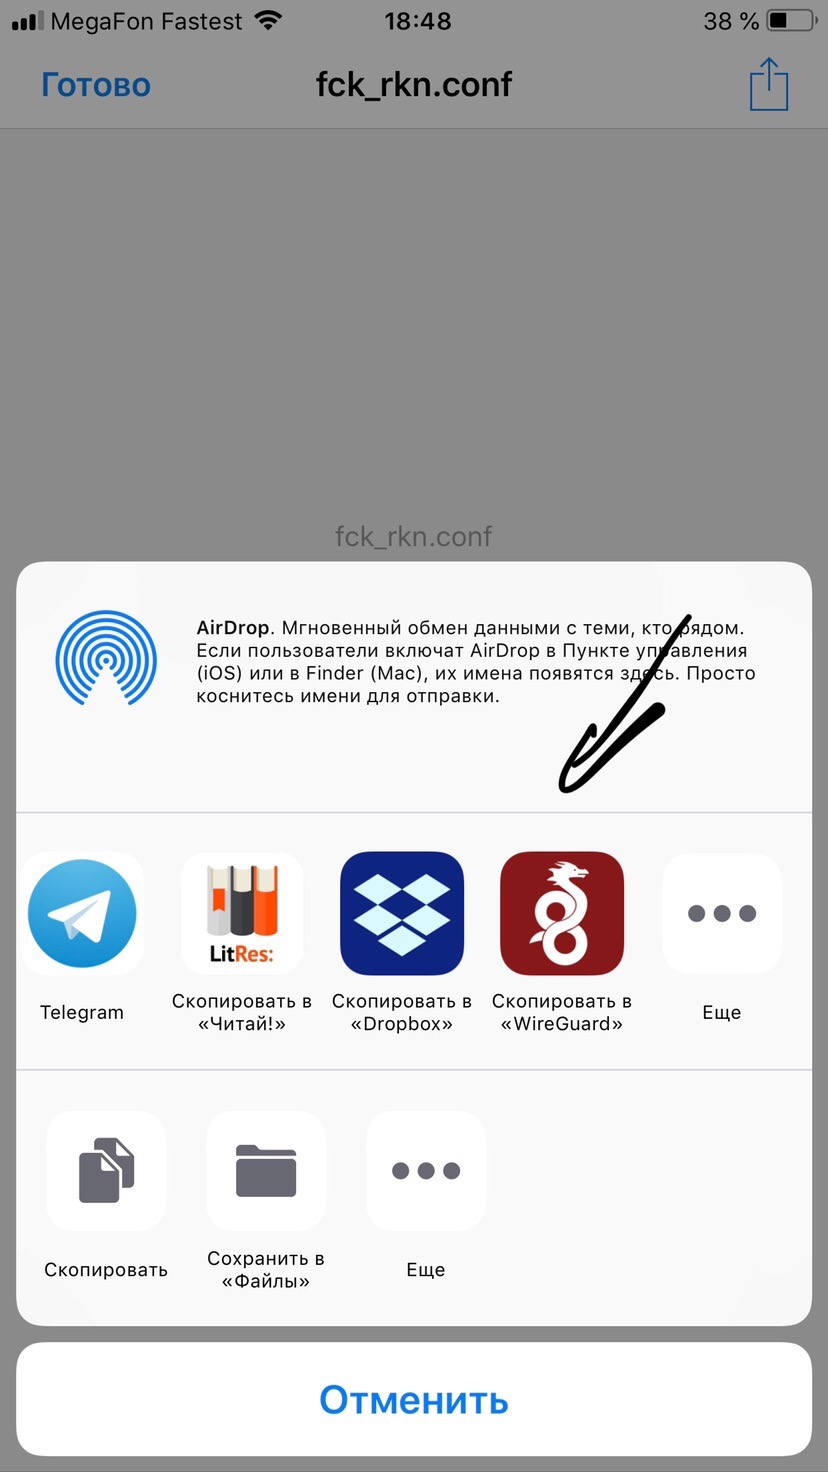 MegaFon Fastest 18:48 38 %
Готово fck_rkn.conf
fck_rkn.conf
AirDrop. Мгновенный обмен данными с теми, кто рядом.
Если пользователи включат AirDrop в Пункте управления
(iOS) или в Finder (Mac), их имена появятся здесь. Просто
коснитесь имени для отправки.
LitRes:
Telegram
Скопировать в
«Читай!»
Скопировать в
«Dropbox»
Скопировать в
«WireGuard»
Еще
Скопировать
Сохранить в
«Файлы»
Еще
Отменить